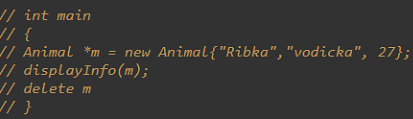 // int main
// {
// Animal *m = new Animal{"Ribka","vodicka", 27};
// displayInfo(m);
// delete m
// }